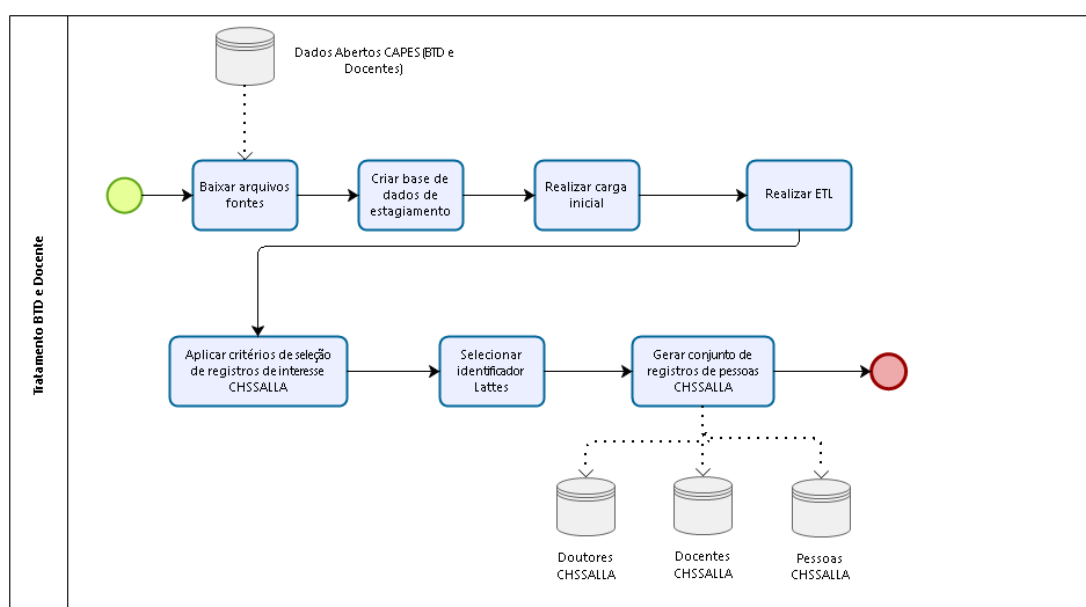 Tratamento BTD e Docente
Dados Abertos CAPES (BTD e
Docentes)
Baixar arquivos
fontes
Criar base de
dados de
estagiamento
Realizar carga
inicial
Realizar ETL
Aplicar critérios de seleção
de registros de interesse
CHSSALLA
Selecionar
identificador
Lattes
Gerar conjunto de
registros de pessoas
CHSSALLA
Doutores
CHSSALLA
Docentes
CHSSALLA
Pessoas
CHSSALLA